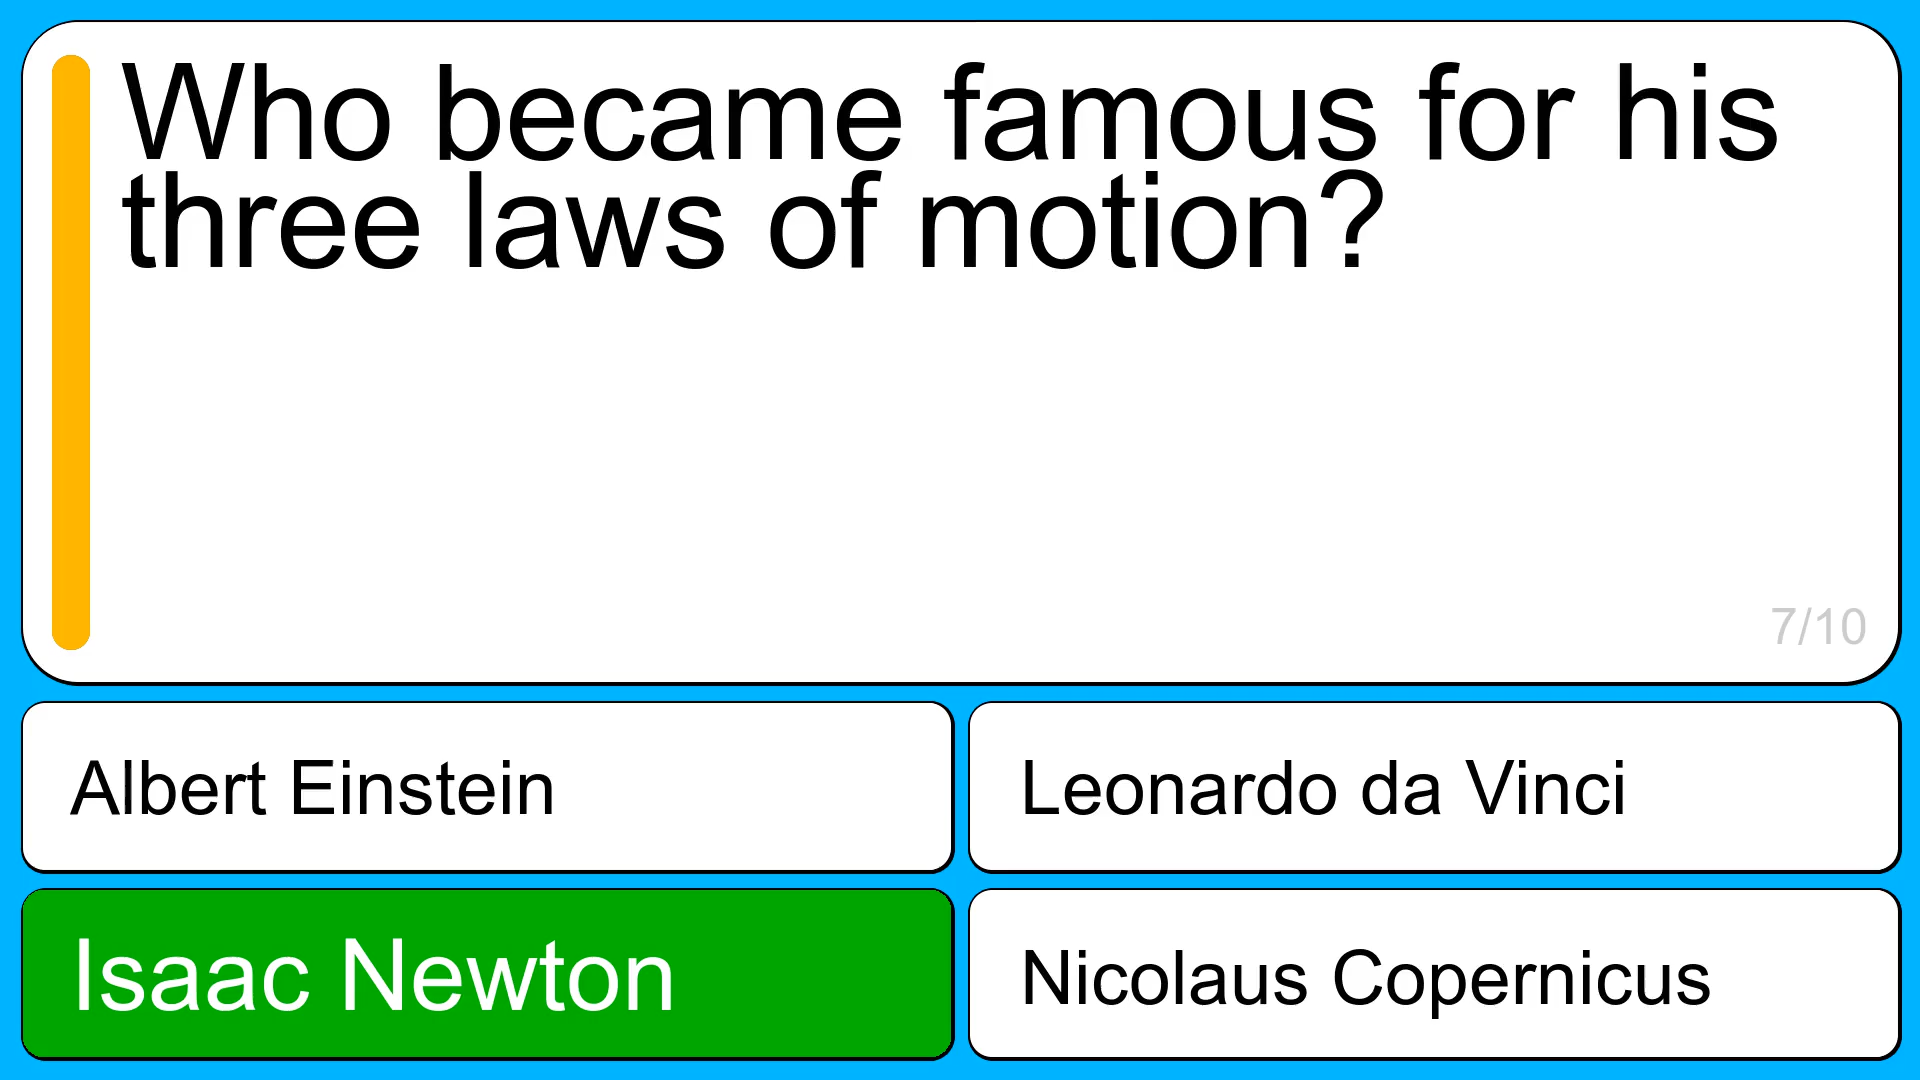 Who became famous for his
three laws of motion?
7/10
Albert Einstein
Leonardo da Vinci
Isaac Newton
Nicolaus Copernicus